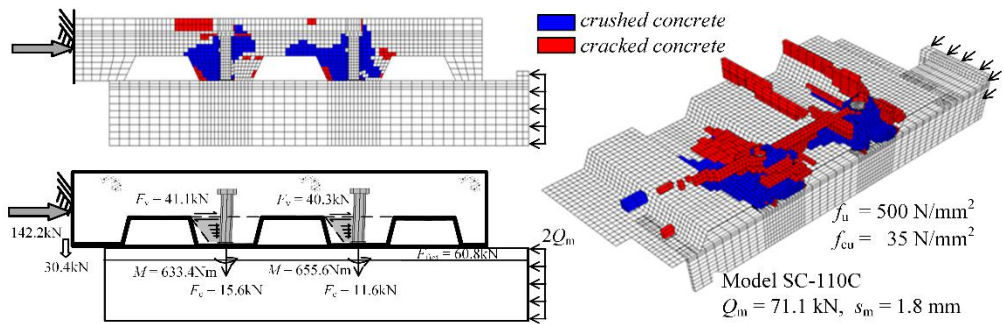 crushed concrete
cracked concrete
Fv – 41.1kN
Fv – 40.3kN
142.2kN
30.4kN
2Qm
= 60.8kN
M = 633.4Nm
M – 655.6Nm
Fc – 15.6kN
Fc – 11.6kN
fu = 500 N/mm²
fcu = 35 N/mm²
Model SC-110C
Qm = 71.1 kN, sm = 1.8 mm